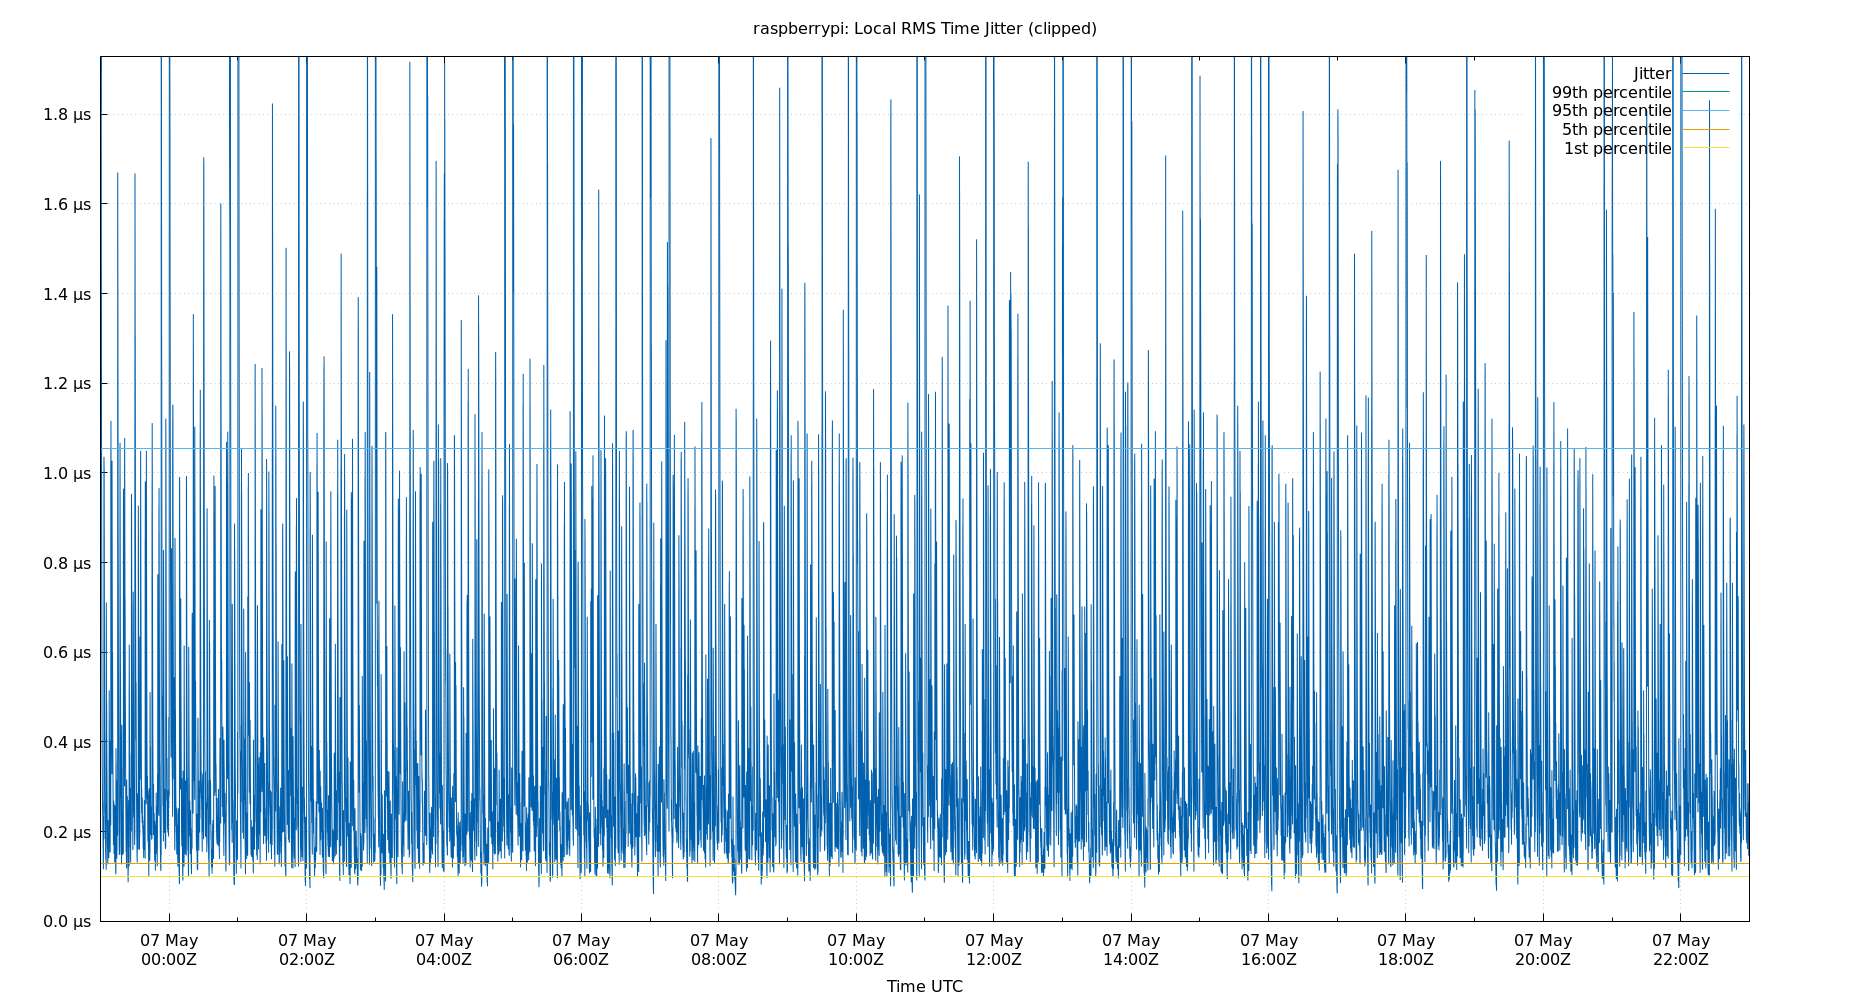 raspberrypi: Local RMS Time Jitter (clipped)
Jitter
99th percentile
95th percentile
5th percentile
1st percentile
1.8 µs
1.6 µs
1.4 µs
1.2 µs
1.0 µs
0.8 µs
0.6 µs
0.4 µs
0.2 µs
0.0 µs
07 May 07 May 07 May 07 May 07 May 07 May 07 May 07 May 07 May 07 May 07 May 07 May
00:00Z 02:00Z 04:00Z 06:00Z 08:00Z 10:00Z 12:00Z 14:00Z 16:00Z 18:00Z 20:00Z 22:00Z
Time UTC